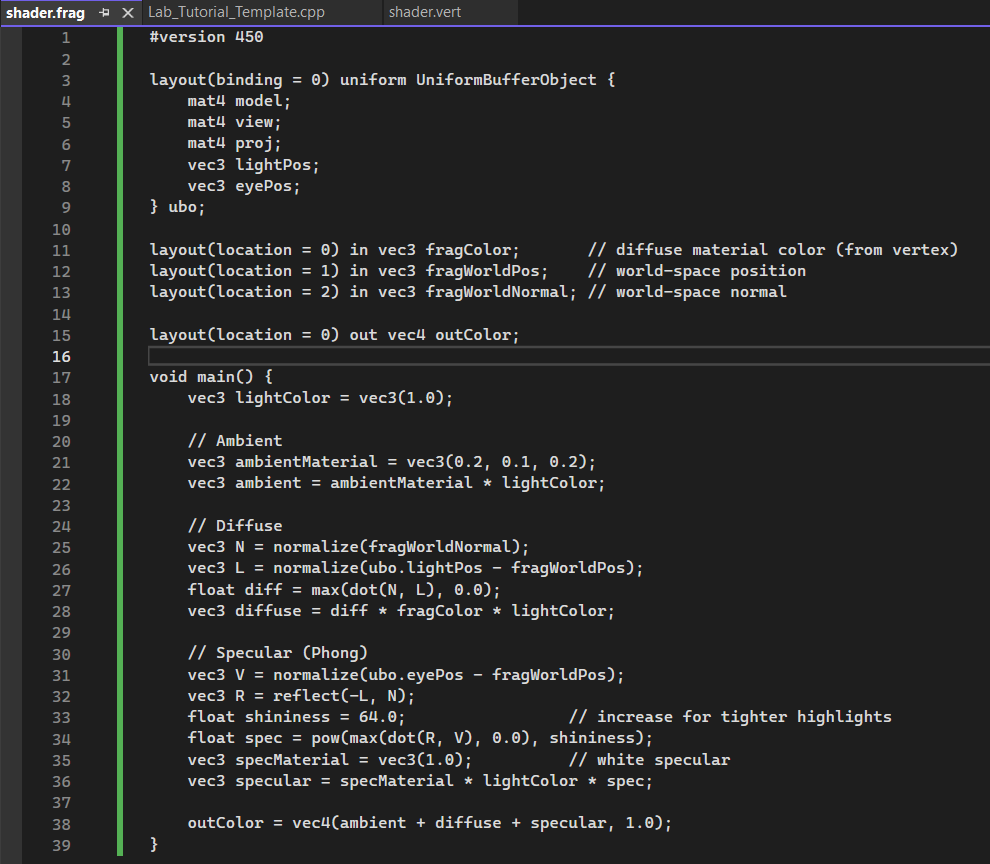 shader.frag Lab_Tutorial_Template.cpp shader.vert
1 #version 450
2
3 layout(binding = 0) uniform UniformBufferObject {
4     mat4 model;
5     mat4 view;
6     mat4 proj;
7     vec3 lightPos;
8     vec3 eyePos;
9 } ubo;
10
11 layout(location = 0) in vec3 fragColor;       // diffuse material color (from vertex)
12 layout(location = 1) in vec3 fragWorldPos;    // world-space position
13 layout(location = 2) in vec3 fragWorldNormal; // world-space normal
14
15 layout(location = 0) out vec4 outColor;
16
17 void main() {
18     vec3 lightColor = vec3(1.0);
19
20     // Ambient
21     vec3 ambientMaterial = vec3(0.2, 0.1, 0.2);
22     vec3 ambient = ambientMaterial * lightColor;
23
24     // Diffuse
25     vec3 N = normalize(fragWorldNormal);
26     vec3 L = normalize(ubo.lightPos - fragWorldPos);
27     float diff = max(dot(N, L), 0.0);
28     vec3 diffuse = diff * fragColor * lightColor;
29
30     // Specular (Phong)
31     vec3 V = normalize(ubo.eyePos - fragWorldPos);
32     vec3 R = reflect(-L, N);
33     float shininess = 64.0;                 // increase for tighter highlights
34     float spec = pow(max(dot(R, V), 0.0), shininess);
35     vec3 specMaterial = vec3(1.0);          // white specular
36     vec3 specular = specMaterial * lightColor * spec;
37
38     outColor = vec4(ambient + diffuse + specular, 1.0);
39 }